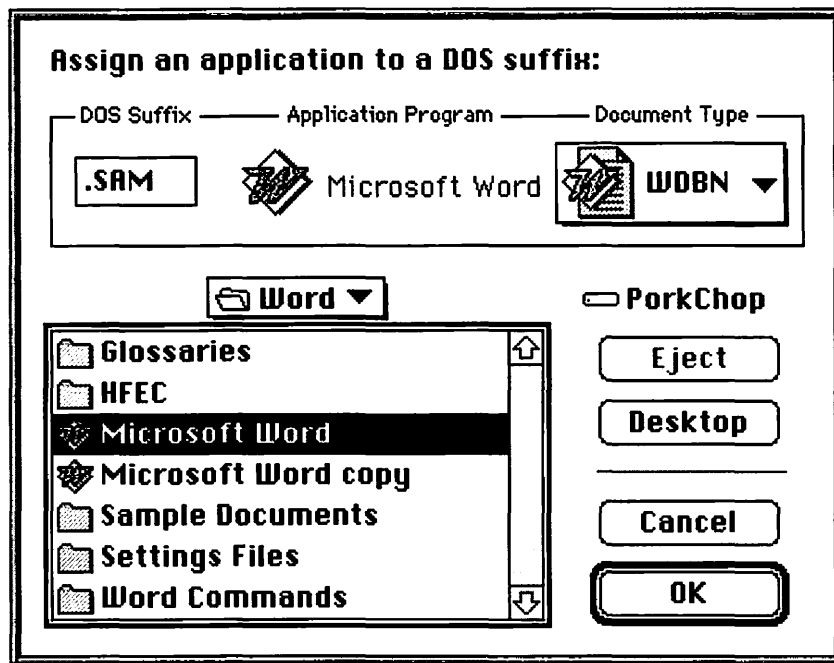 Assign an application to a DOS suffix:
DOS Suffix Application Program Document Type
.SAM Microsoft Word WDBN
Word PorkChop
Glossaries
HFEC
Microsoft Word
Microsoft Word copy
Sample Documents
Settings Files
Word Commands
Eject
Desktop
Cancel
OK